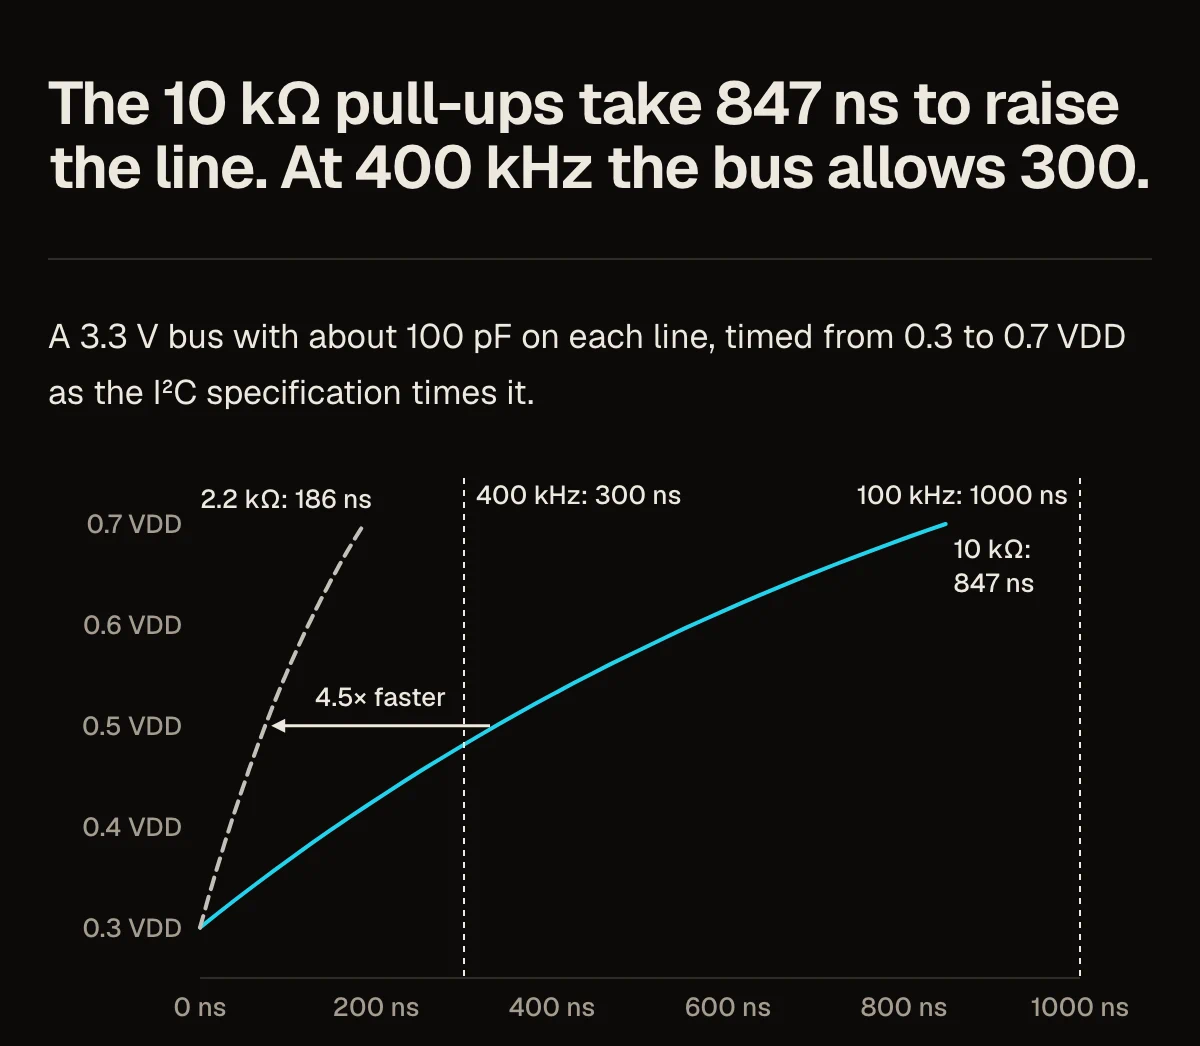 The 10 kΩ pull-ups take 847 ns to raise
the line. At 400 kHz the bus allows 300.
A 3.3 V bus with about 100 pF on each line, timed from 0.3 to 0.7 VDD
as the I²C specification times it.
2.2 kΩ: 186 ns
400 kHz: 300 ns
100 kHz: 1000 ns
0.7 VDD
10 kΩ:
847 ns
0.6 VDD
4.5× faster
0.5 VDD
0.4 VDD
0.3 VDD
0 ns
200 ns
400 ns
600 ns
800 ns
1000 ns